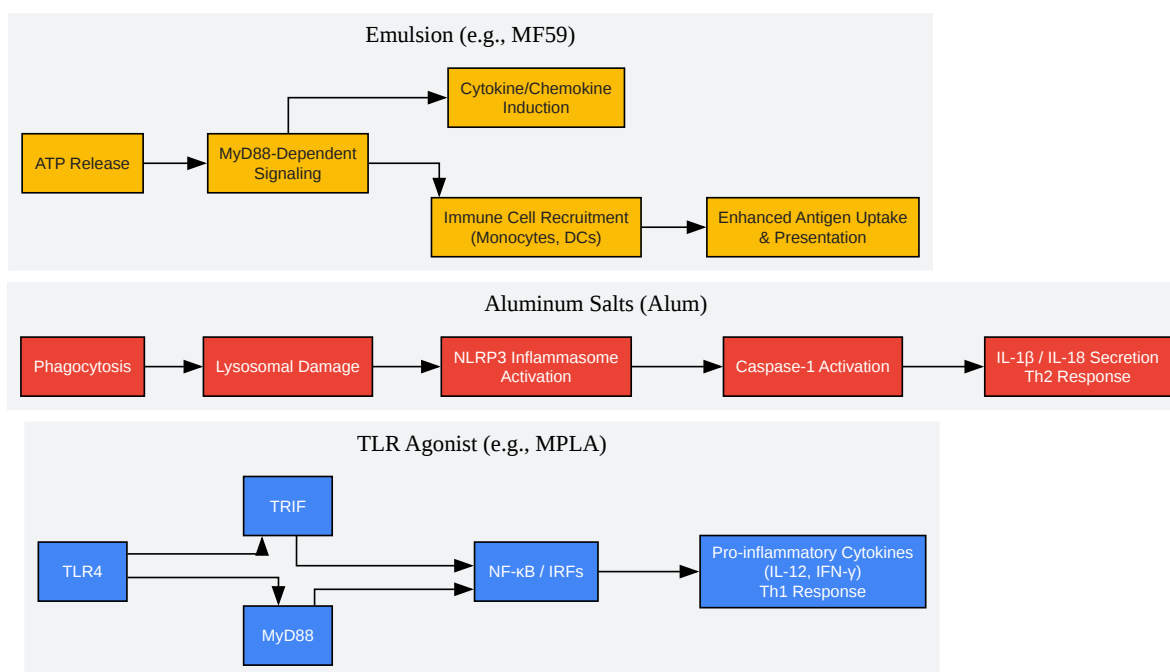 Emulsion (e.g., MF59)
Cytokine/Chemokine
Induction
ATP Release
MyD88-Dependent
Signaling
Immune Cell Recruitment
(Monocytes, DCs)
Enhanced Antigen Uptake
& Presentation
Aluminum Salts (Alum)
Phagocytosis
Lysosomal Damage
NLRP3 Inflammasome
Activation
Caspase-1 Activation
IL-1β / IL-18 Secretion
Th2 Response
TLR Agonist (e.g., MPLA)
TRIF
TLR4
NF-κB / IRFs
Pro-inflammatory Cytokines
(IL-12, IFN-γ)
Th1 Response
MyD88